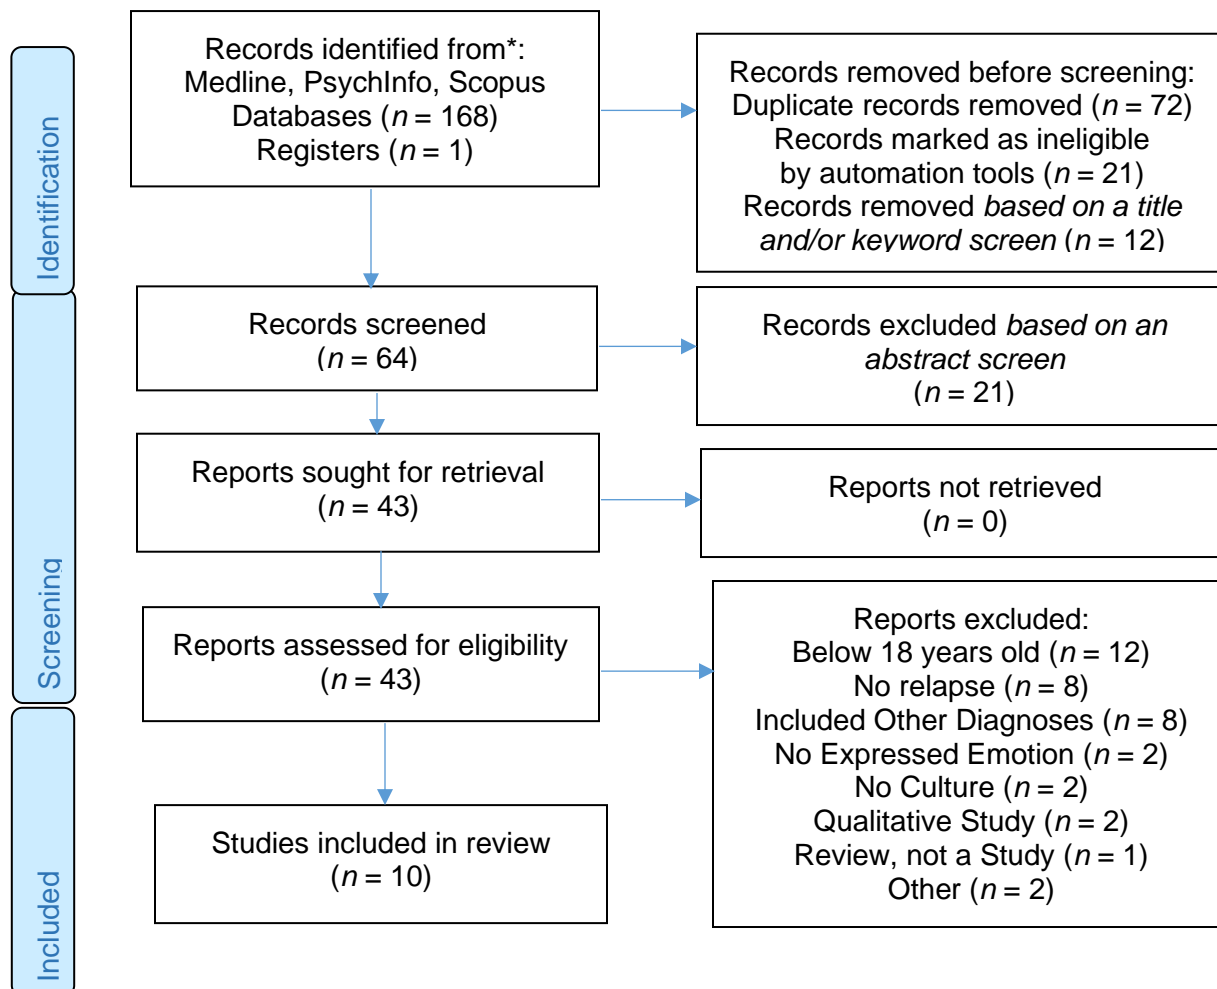 Identification
Records identified from*:
Medline, PsychInfo, Scopus
Databases (n = 168)
Registers (n = 1)
Records removed before screening:
Duplicate records removed (n = 72)
Records marked as ineligible
by automation tools (n = 21)
Records removed based on a title
and/or keyword screen (n = 12)
Screening
Records screened
(n = 64)
Records excluded based on an
abstract screen
(n = 21)
Reports sought for retrieval
(n = 43)
Reports not retrieved
(n = 0)
Reports assessed for eligibility
(n = 43)
Reports excluded:
Below 18 years old (n = 12)
No relapse (n = 8)
Included Other Diagnoses (n = 8)
No Expressed Emotion (n = 2)
No Culture (n = 2)
Qualitative Study (n = 2)
Review, not a Study (n = 1)
Other (n = 2)
Included
Studies included in review
(n = 10)